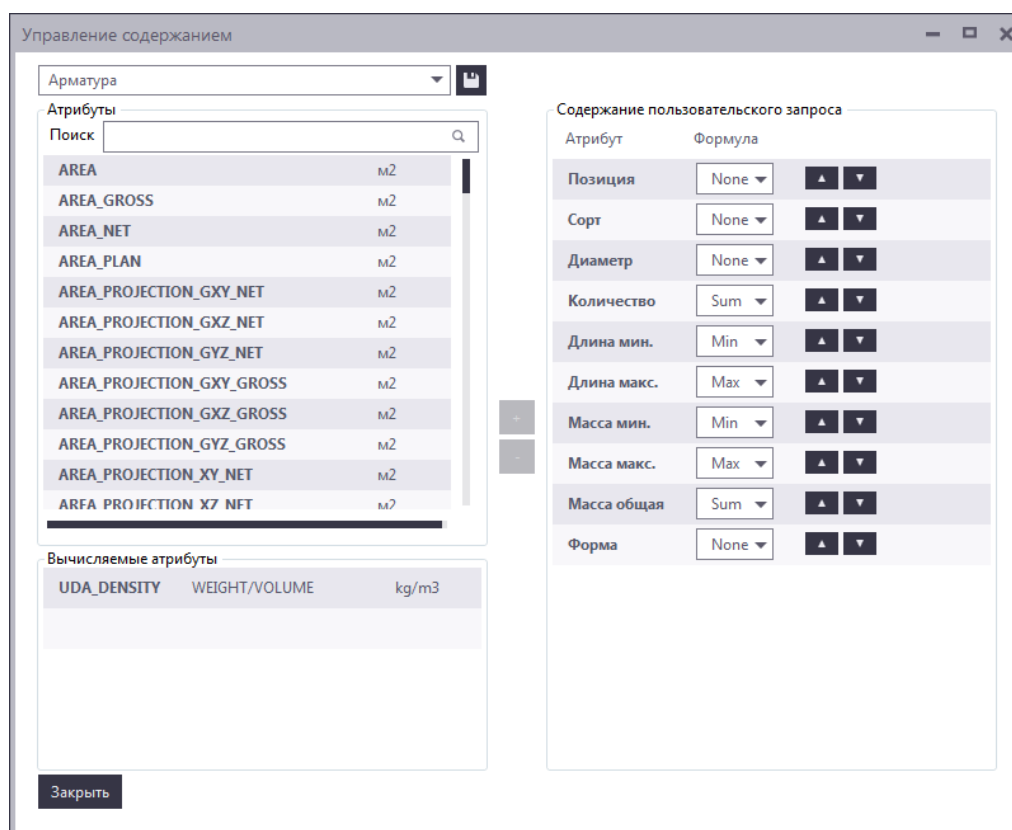 Управление содержанием
Арматура
Атрибуты
Поиск
AREA м2
AREA_GROSS м2
AREA_NET м2
AREA_PLAN м2
AREA_PROJECTION_GXY_NET м2
AREA_PROJECTION_GXZ_NET м2
AREA_PROJECTION_GYZ_NET м2
AREA_PROJECTION_GXY_GROSS м2
AREA_PROJECTION_GXZ_GROSS м2
AREA_PROJECTION_GYZ_GROSS м2
AREA_PROJECTION_XY_NET м2
AREA_PROJECTION_XZ_NET м2
Вычисляемые атрибуты
UDA_DENSITY WEIGHT/VOLUME kg/m3
Закрыть
+
-
Содержание пользовательского запроса
Атрибут Формула
Позиция None
Сорт None
Диаметр None
Количество Sum
Длина мин. Min
Длина макс. Max
Масса мин. Min
Масса макс. Max
Масса общая Sum
Форма None